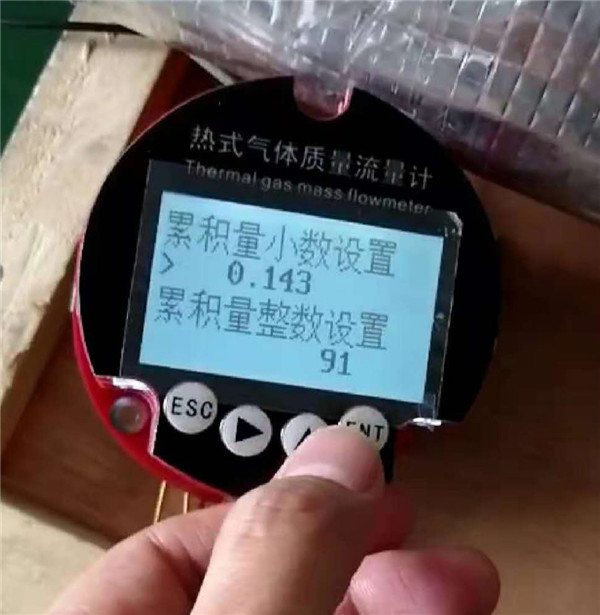 热式气体质量流量计
Thermal gas mass flowmeter
累积量小数设置
> 0.143
累积量整数设置
91
ESC
ENT